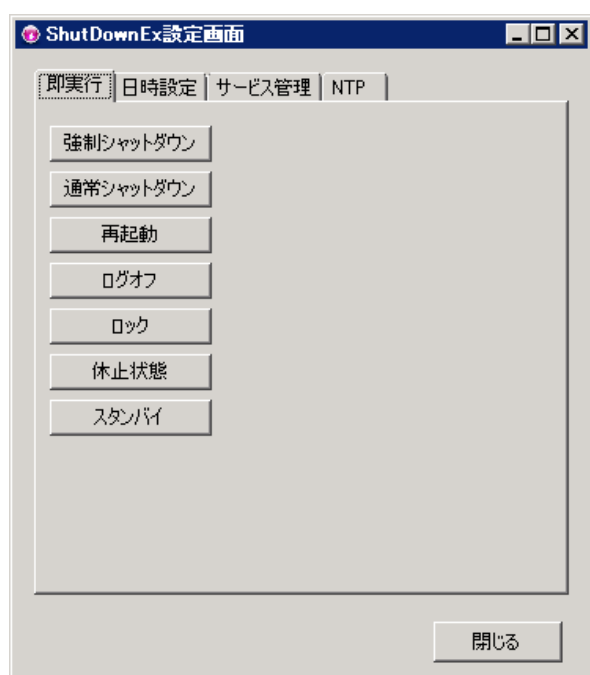 ShutDownEx設定画面
即実行 日時設定 サービス管理 NTP
強制シャットダウン
通常シャットダウン
再起動
ログオフ
ロック
休止状態
スタンバイ
閉じる